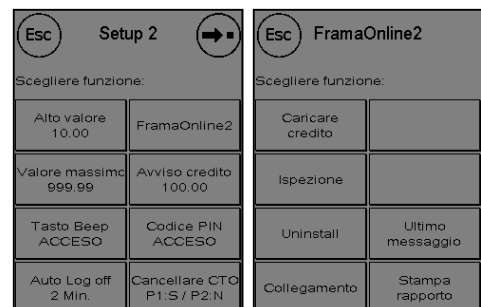 Esc Setup 2
Scegliere funzione:
Alto valore
10.00
FramaOnline2
Valore massimo
999.99
Avviso credito
100.00
Tasto Beep
ACCESO
Codice PIN
ACCESO
Auto Log off
2 Min.
Cancellare CTO
P1:S / P2:N
Esc FramaOnline2
Scegliere funzione:
Caricare
credito
Ispezione
Uninstall
Ultimo
messaggio
Collegamento
Stampa
rapporto